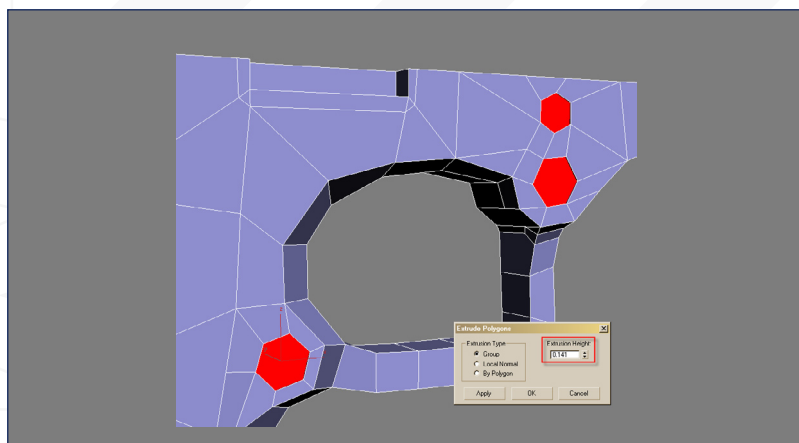 Extrude Polygons
Extrusion Type
Group
Local Normal
By Polygon
Extrusion Height
0.141
Apply
OK
Cancel